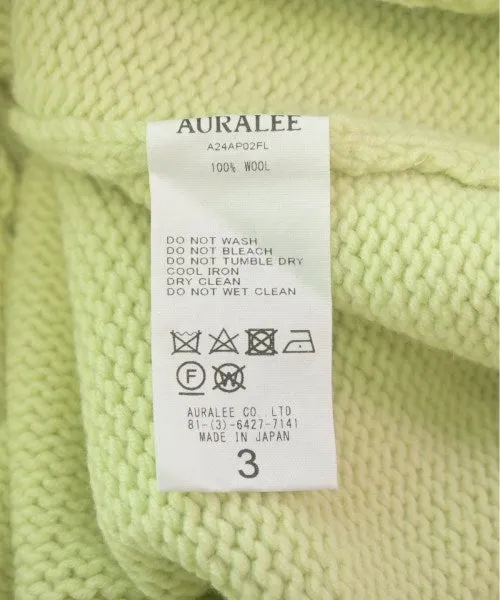 AURALEE
A24AP02FL
100% WOOL
DO NOT WASH
DO NOT BLEACH
DO NOT TUMBLE DRY
COOL IRON
DRY CLEAN
DO NOT WET CLEAN
F W
AURALEE CO.,LTD
81-(3)-6427-7141
MADE IN JAPAN
3